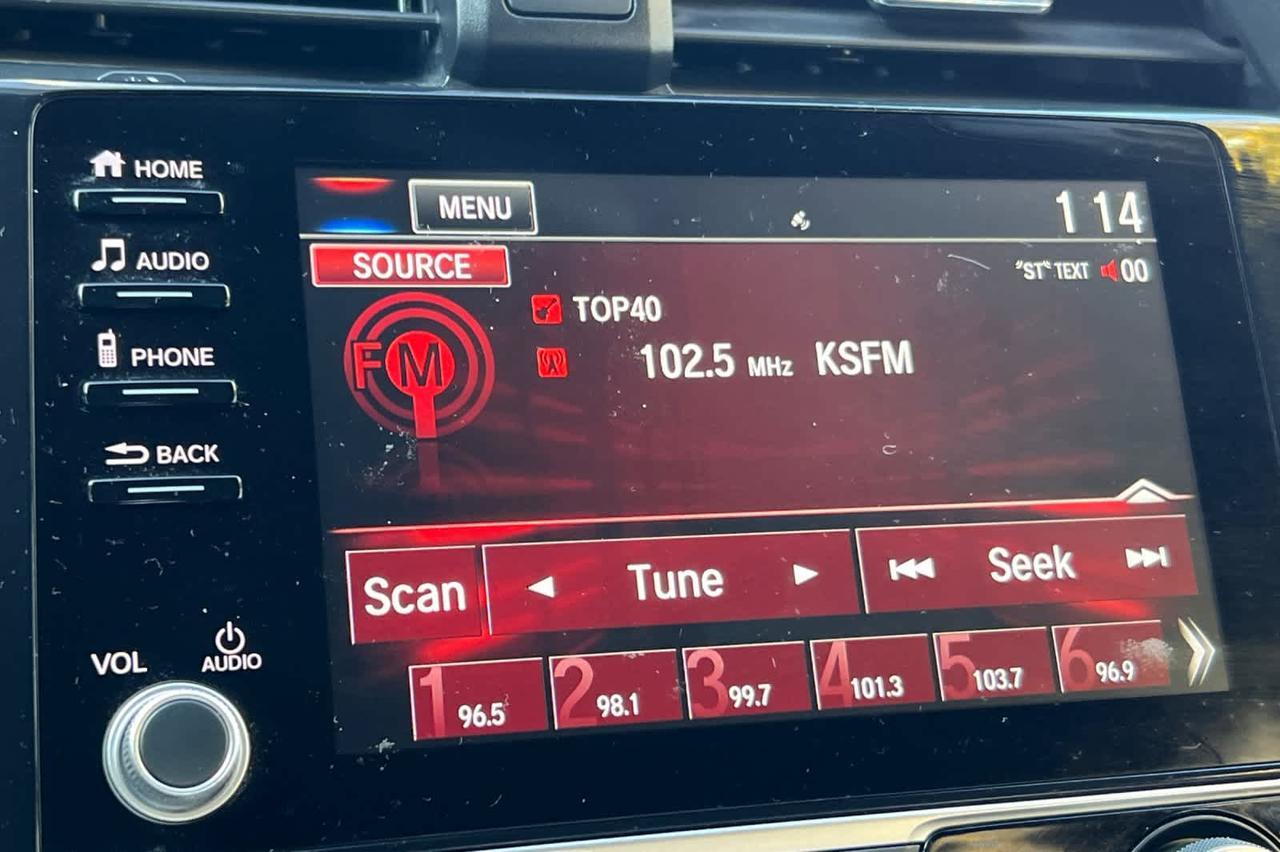 HOME
AUDIO
PHONE
BACK
VOL
AUDIO
MENU
1 14
SOURCE
"ST" TEXT 00
FM
TOP40
102.5 MHz KSFM
Scan
Tune
Seek
1 96.5
2 98.1
3 99.7
4 101.3
5 103.7
6 96.9